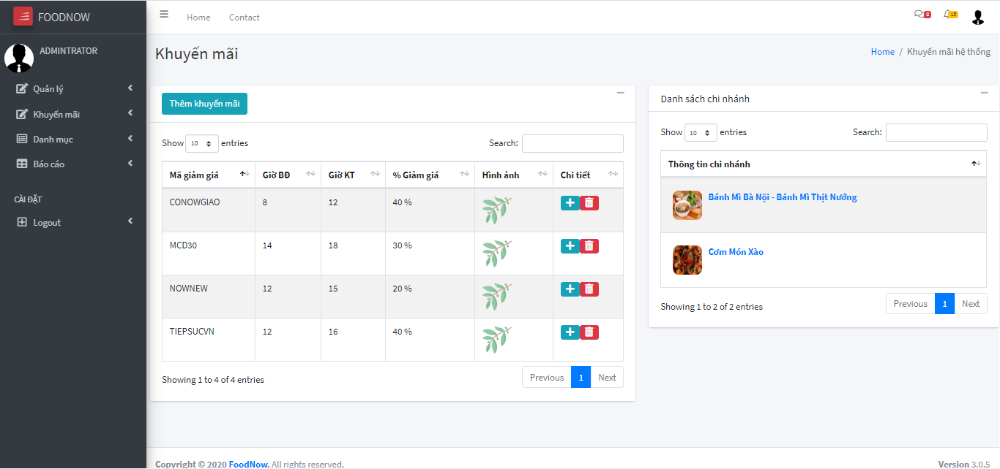 FOODNOW
Home
Contact
3
15
ADMINTRATOR
Quản lý
Khuyến mãi
Danh mục
Báo cáo
CÀI ĐẶT
Logout
Khuyến mãi
Home / Khuyến mãi hệ thống
Thêm khuyến mãi
Show 10 entries
Search:
Mã giảm giá Giờ BĐ Giờ KT % Giảm giá Hình ảnh Chi tiết
CONOWGIAO 8 12 40 %
MCD30 14 18 30 %
NOWNEW 12 15 20 %
TIEPSUCVN 12 16 40 %
Showing 1 to 4 of 4 entries
Previous 1 Next
Danh sách chi nhánh
Show 10 entries
Search:
Thông tin chi nhánh
Bánh Mì Bà Nội - Bánh Mì Thịt Nướng
Cơm Món Xào
Showing 1 to 2 of 2 entries
Previous 1 Next
Copyright © 2020 FoodNow. All rights reserved.
Version 3.0.5